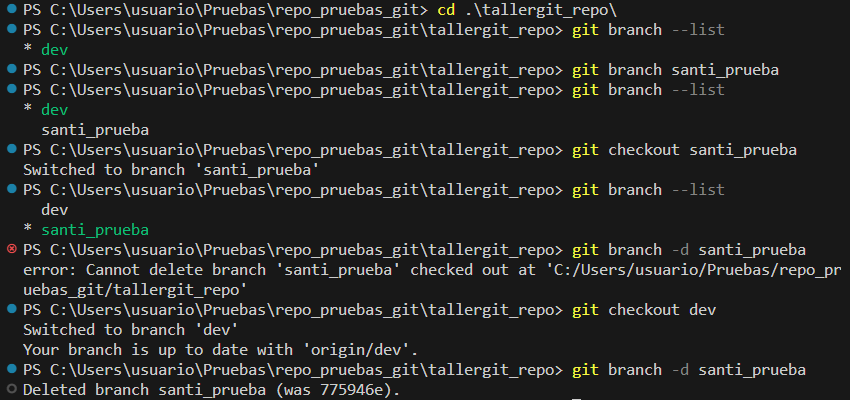 PS C:\Users\usuario\Pruebas\repo_pruebas_git> cd .\tallergit_repo\
PS C:\Users\usuario\Pruebas\repo_pruebas_git\tallergit_repo> git branch --list
* dev
PS C:\Users\usuario\Pruebas\repo_pruebas_git\tallergit_repo> git branch santi_prueba
PS C:\Users\usuario\Pruebas\repo_pruebas_git\tallergit_repo> git branch --list
* dev
  santi_prueba
PS C:\Users\usuario\Pruebas\repo_pruebas_git\tallergit_repo> git checkout santi_prueba
Switched to branch 'santi_prueba'
PS C:\Users\usuario\Pruebas\repo_pruebas_git\tallergit_repo> git branch --list
  dev
* santi_prueba
PS C:\Users\usuario\Pruebas\repo_pruebas_git\tallergit_repo> git branch -d santi_prueba
error: Cannot delete branch 'santi_prueba' checked out at 'C:/Users/usuario/Pruebas/repo_pr
uebas_git/tallergit_repo'
PS C:\Users\usuario\Pruebas\repo_pruebas_git\tallergit_repo> git checkout dev
Switched to branch 'dev'
Your branch is up to date with 'origin/dev'.
PS C:\Users\usuario\Pruebas\repo_pruebas_git\tallergit_repo> git branch -d santi_prueba
Deleted branch santi_prueba (was 775946e).